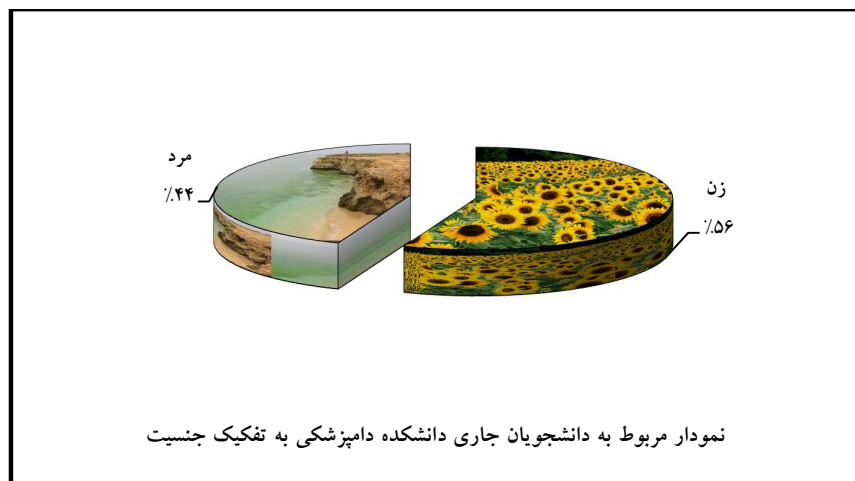 مرد
٪۴۴
زن
٪۵۶
نمودار مربوط به دانشجویان جاری دانشکده دامپزشکی به تفکیک جنسیت